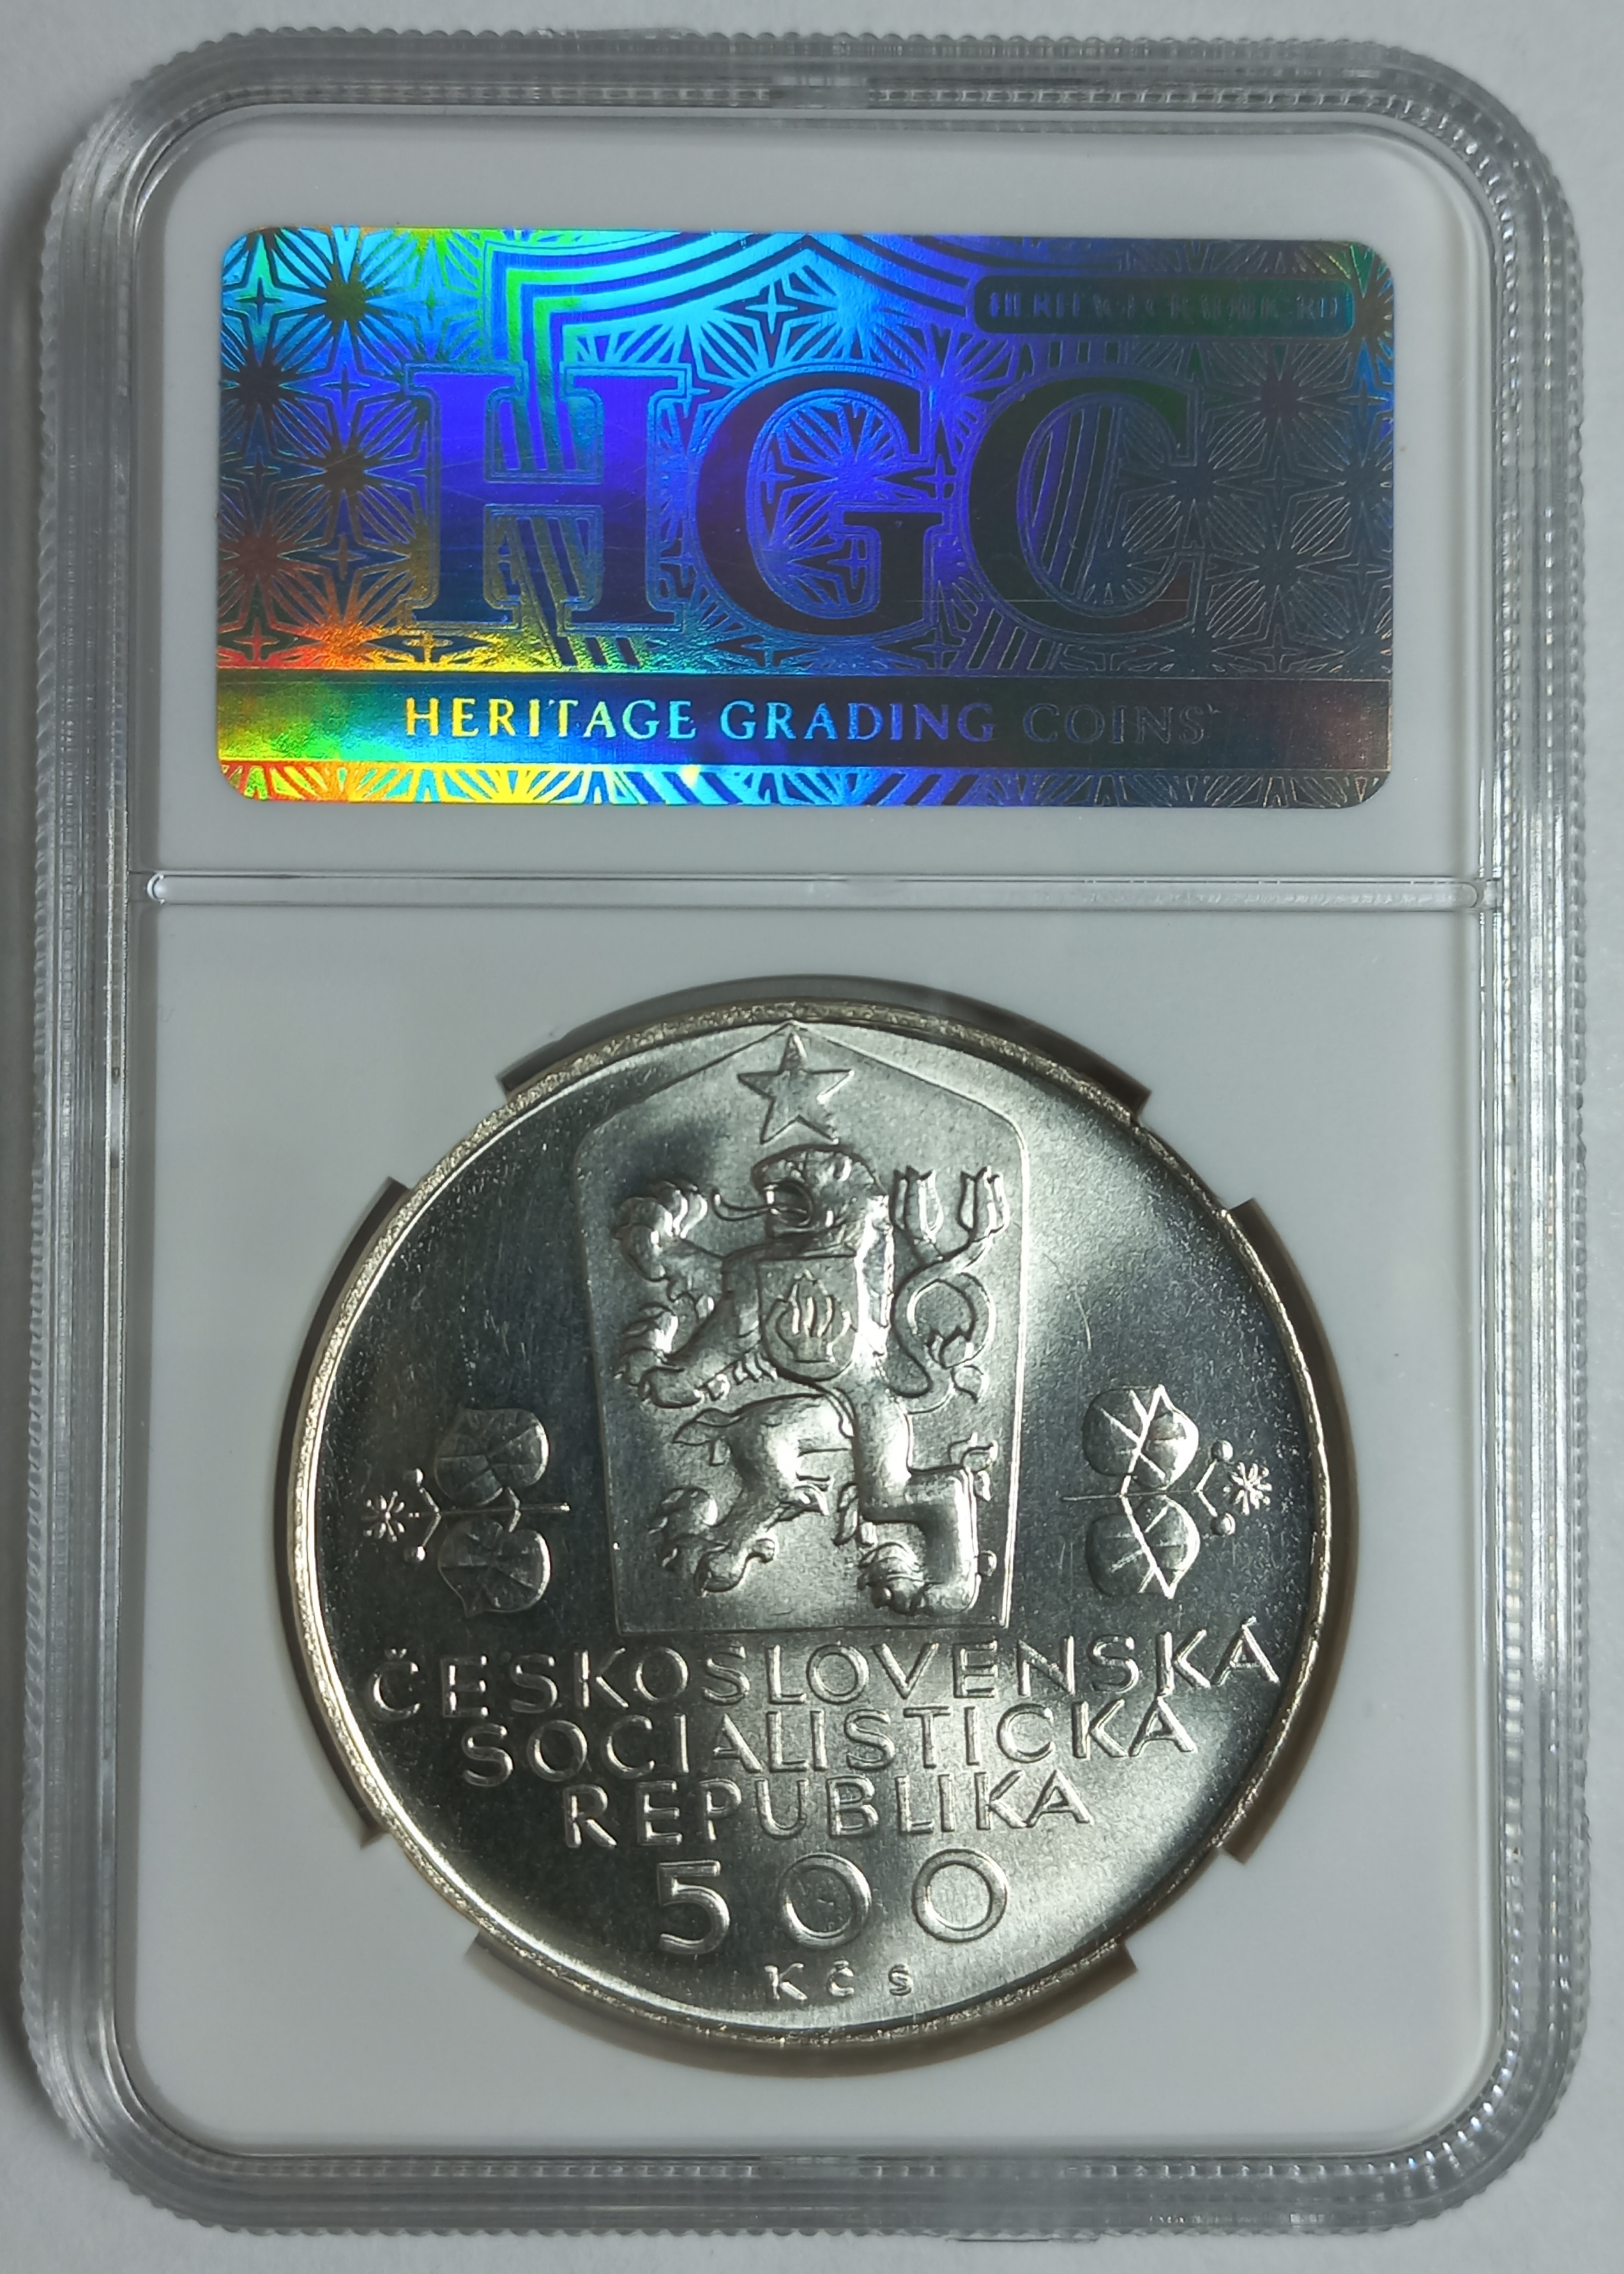 HGC
HERITAGE GRADING COINS
ČESKOSLOVENSKÁ
SOCIALISTICKÁ
REPUBLIKA
500
Kčs